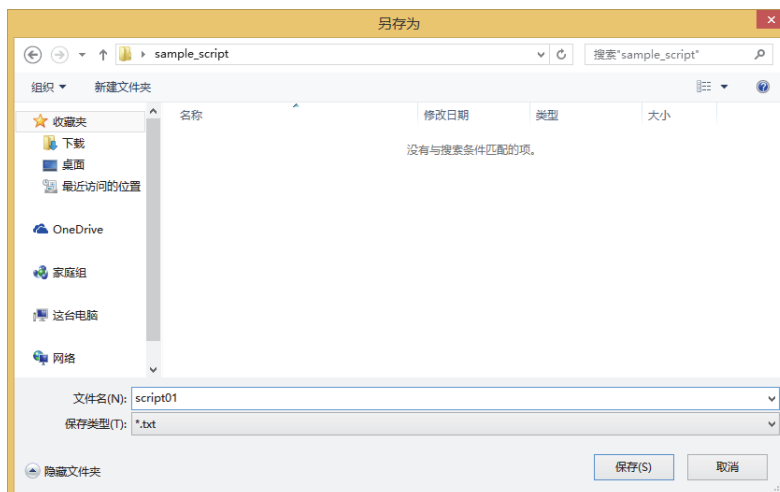 另存为
sample_script
搜索"sample_script"
组织
新建文件夹
名称
修改日期
类型
大小
没有与搜索条件匹配的项。
收藏夹
下载
桌面
最近访问的位置
OneDrive
家庭组
这台电脑
网络
文件名(N): script01
保存类型(T): *.txt
隐藏文件夹
保存(S)
取消